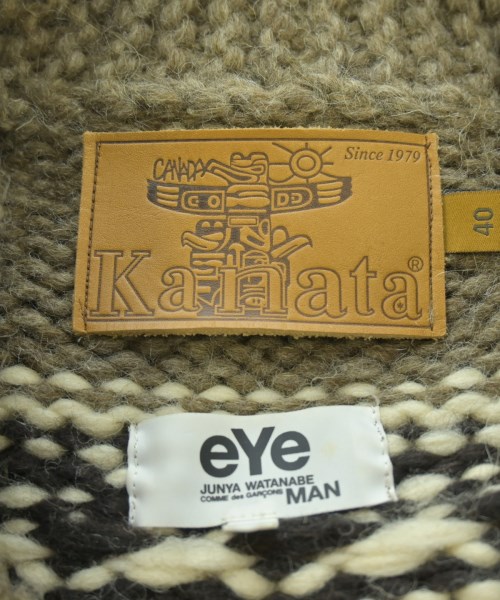 CANADA
Since 1979
Kanata®
40
eYe
JUNYA WATANABE
COMME des GARÇONS MAN